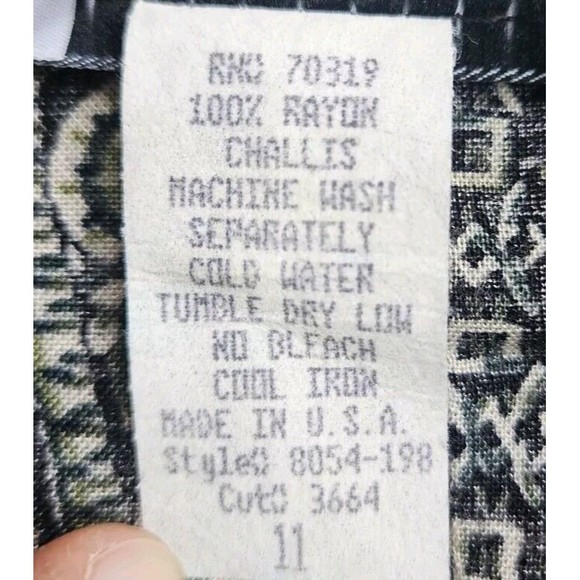 RN# 70319
100% RAYON
CHALLIS
MACHINE WASH
SEPARATELY
COLD WATER
TUMBLE DRY LOW
NO BLEACH
COOL IRON
MADE IN U.S.A.
Style# 8054-198
Cut# 3664
11